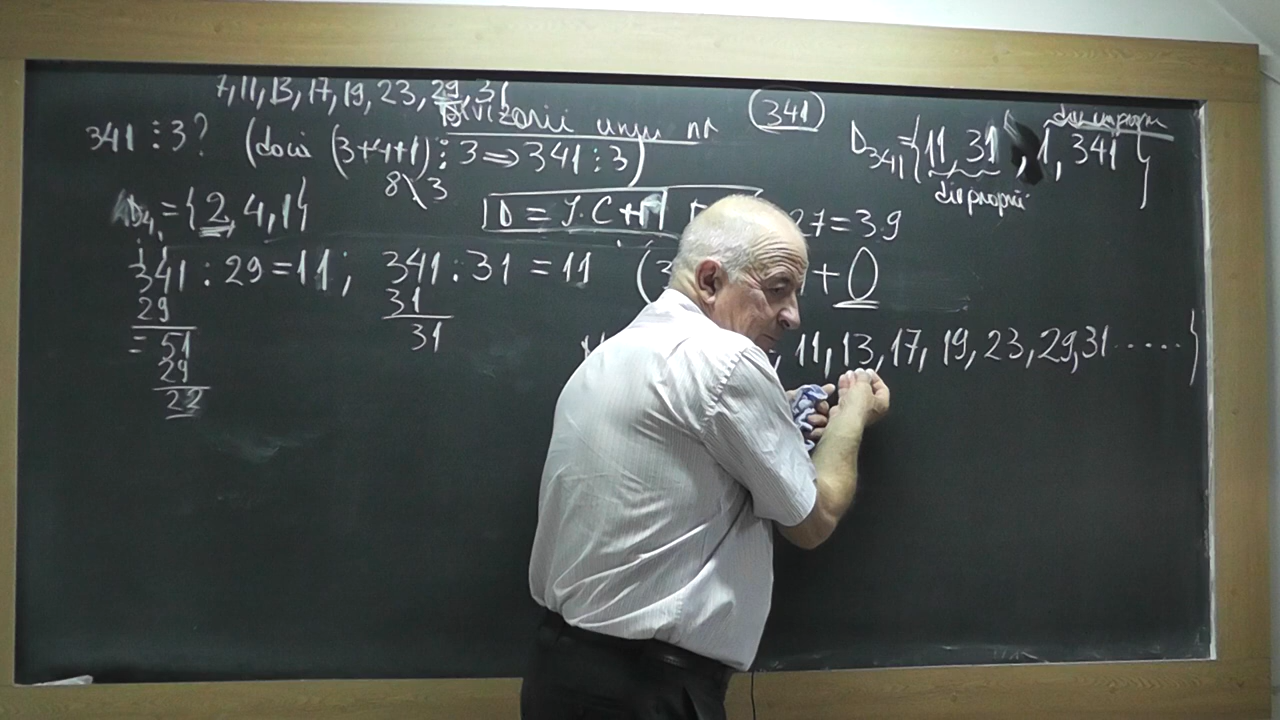 7, 11, 13, 17, 19, 23, 29, 31
Divizorii unui nr
341
341 ⋮ 3? (daca (3+4+1) ⋮ 3 ⇒ 341 ⋮ 3)
8 3
D341 = { 11, 31, 1, 341 }
div proprii
D4 = { 2, 4, 1 }
D = Î.C +
27 = 3.9
341 : 29 = 11; 341 : 31 = 11
+ 0
29
31
= 51
31
29
22
, 11, 13, 17, 19, 23, 29, 31 ..... }